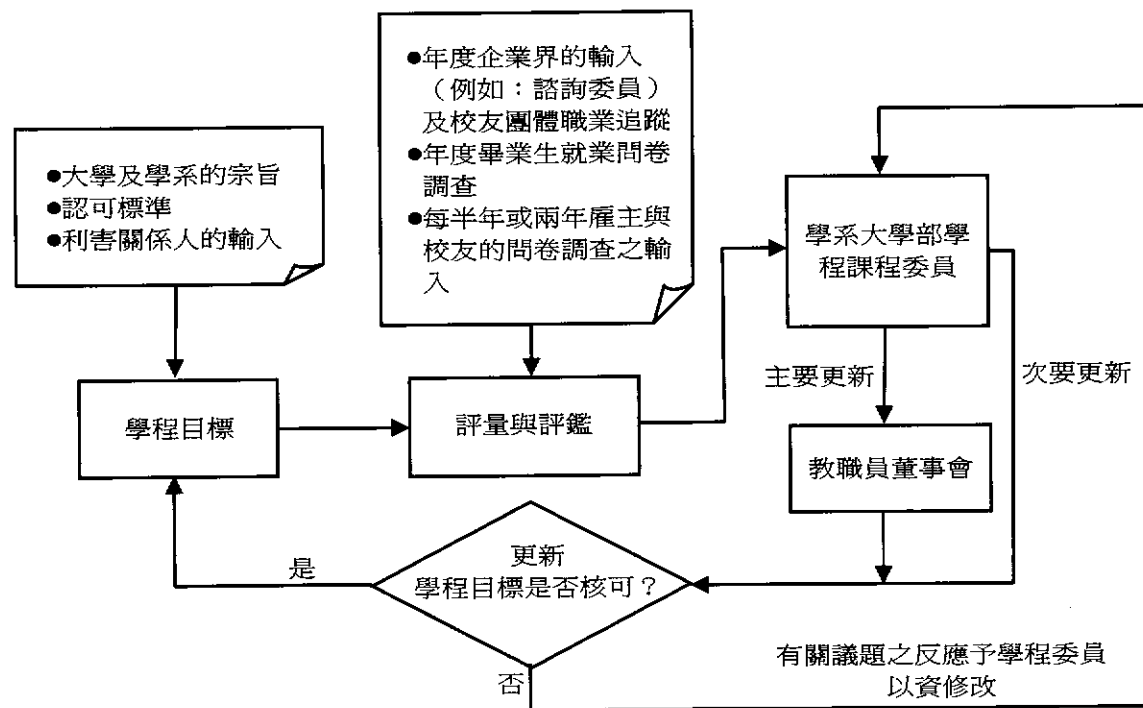 ●大學及學系的宗旨
●認可標準
●利害關係人的輸入
●年度企業界的輸入
（例如：諮詢委員）
及校友團體職業追蹤
●年度畢業生就業問卷
調查
●每半年或兩年雇主與
校友的問卷調查之輸
入
學系大學部學
程課程委員
主要更新
次要更新
學程目標
評量與評鑑
教職員董事會
更新
學程目標是否核可？
是
否
有關議題之反應予學程委員
以資修改